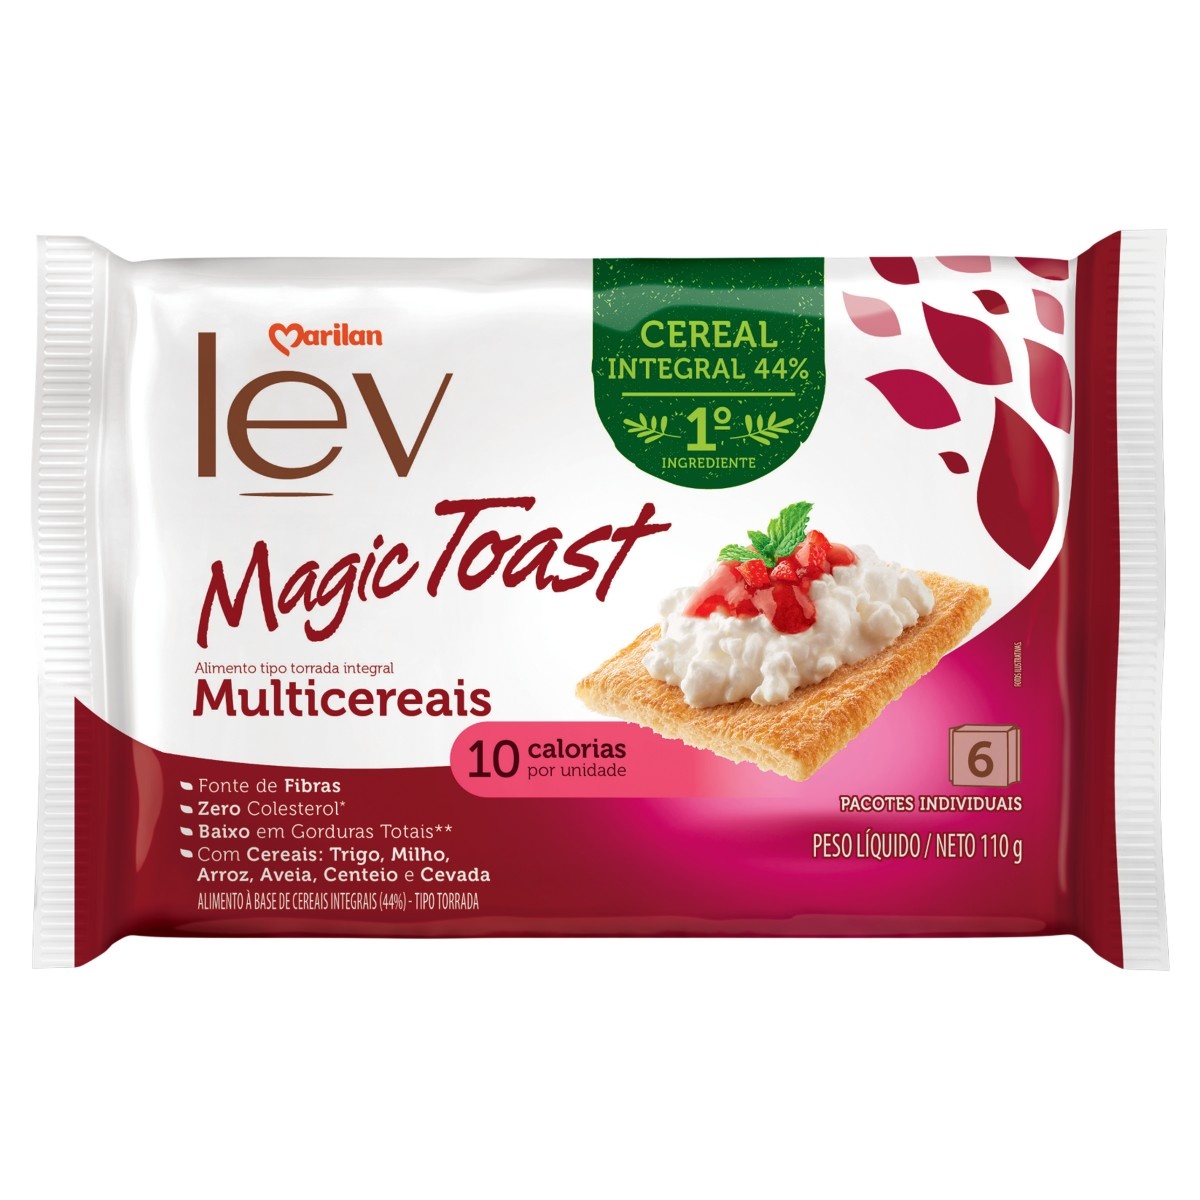 Marilan
lev
Magic Toast
Alimento tipo torrada integral
Multicereais
10 calorias
por unidade
CEREAL
INTEGRAL 44%
1º
INGREDIENTE
Fonte de Fibras
Zero Colesterol*
Baixo em Gorduras Totais**
Com Cereais: Trigo, Milho,
Arroz, Aveia, Centeio e Cevada
ALIMENTO À BASE DE CEREAIS INTEGRAIS (44%) - TIPO TORRADA
FOTOS ILUSTRATIVAS
6
PACOTES INDIVIDUAIS
PESO LÍQUIDO / NETO 110 g